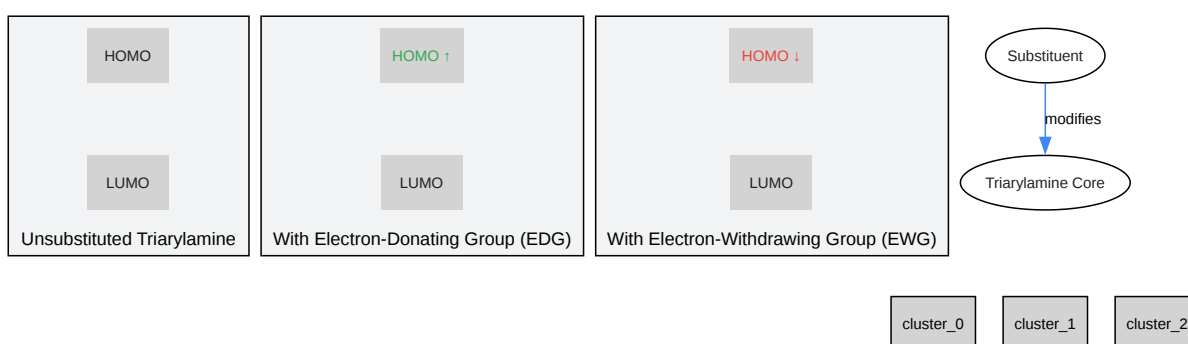 HOMO
LUMO
Unsubstituted Triarylamine
HOMO ↑
LUMO
With Electron-Donating Group (EDG)
HOMO ↓
LUMO
With Electron-Withdrawing Group (EWG)
Substituent
modifies
Triarylamine Core
cluster_0
cluster_1
cluster_2